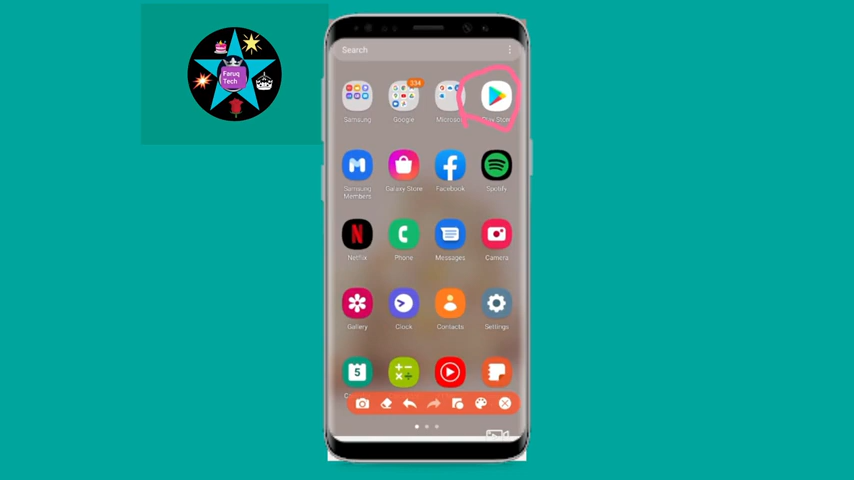 Faruq
Tech
Search
334
Samsung
Google
Play Store
Samsung
Members
Galaxy Store
Facebook
Spotify
Netflix
Phone
Messages
Camera
Gallery
Clock
Contacts
Settings
5